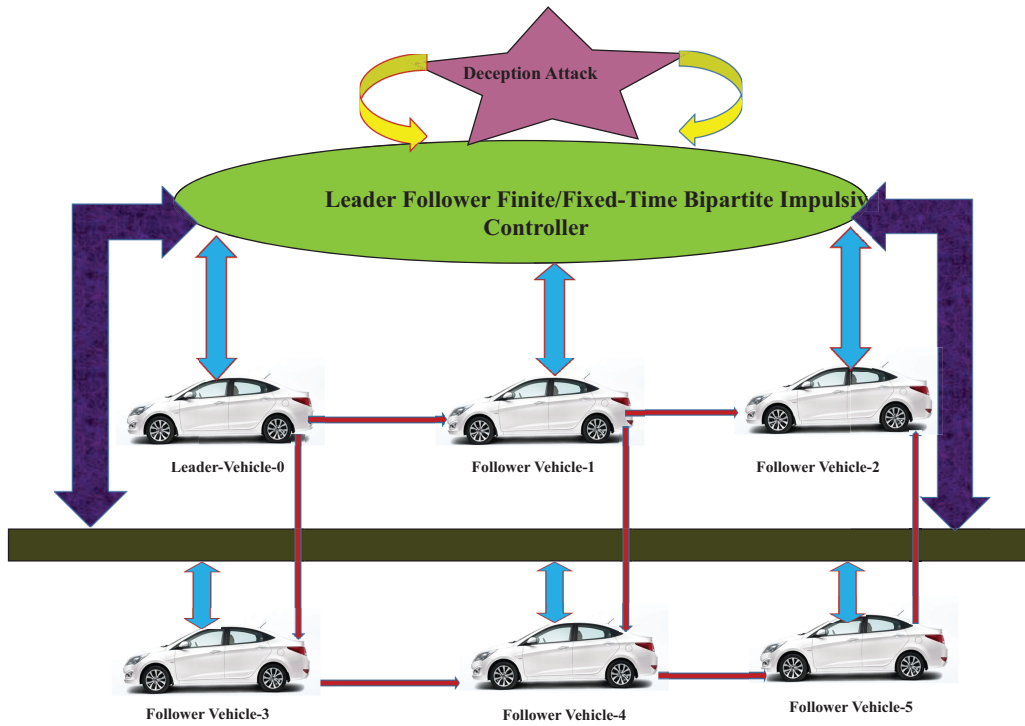 Deception Attack
Leader Follower Finite/Fixed-Time Bipartite Impulsiv
Controller
Leader-Vehicle-0
Follower Vehicle-1
Follower Vehicle-2
Follower Vehicle-3
Follower Vehicle-4
Follower Vehicle-5